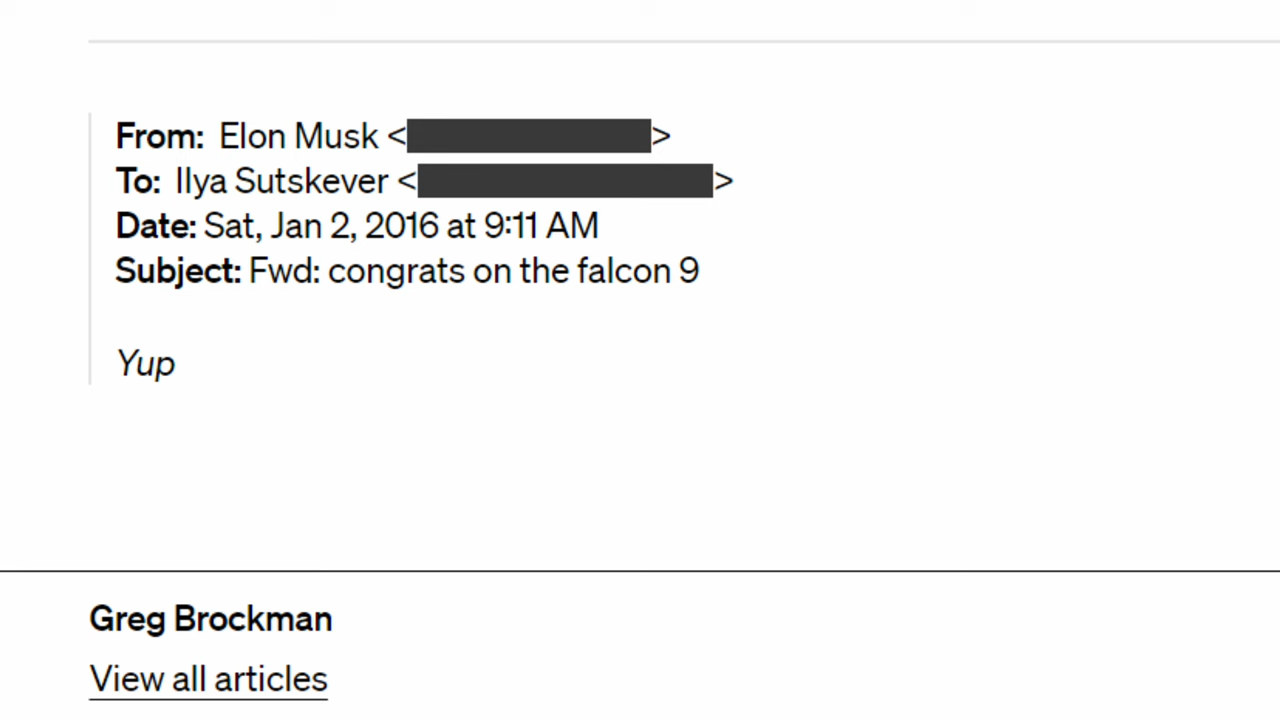 From: Elon Musk < >
To: Ilya Sutskever < >
Date: Sat, Jan 2, 2016 at 9:11 AM
Subject: Fwd: congrats on the falcon 9
Yup
Greg Brockman
View all articles